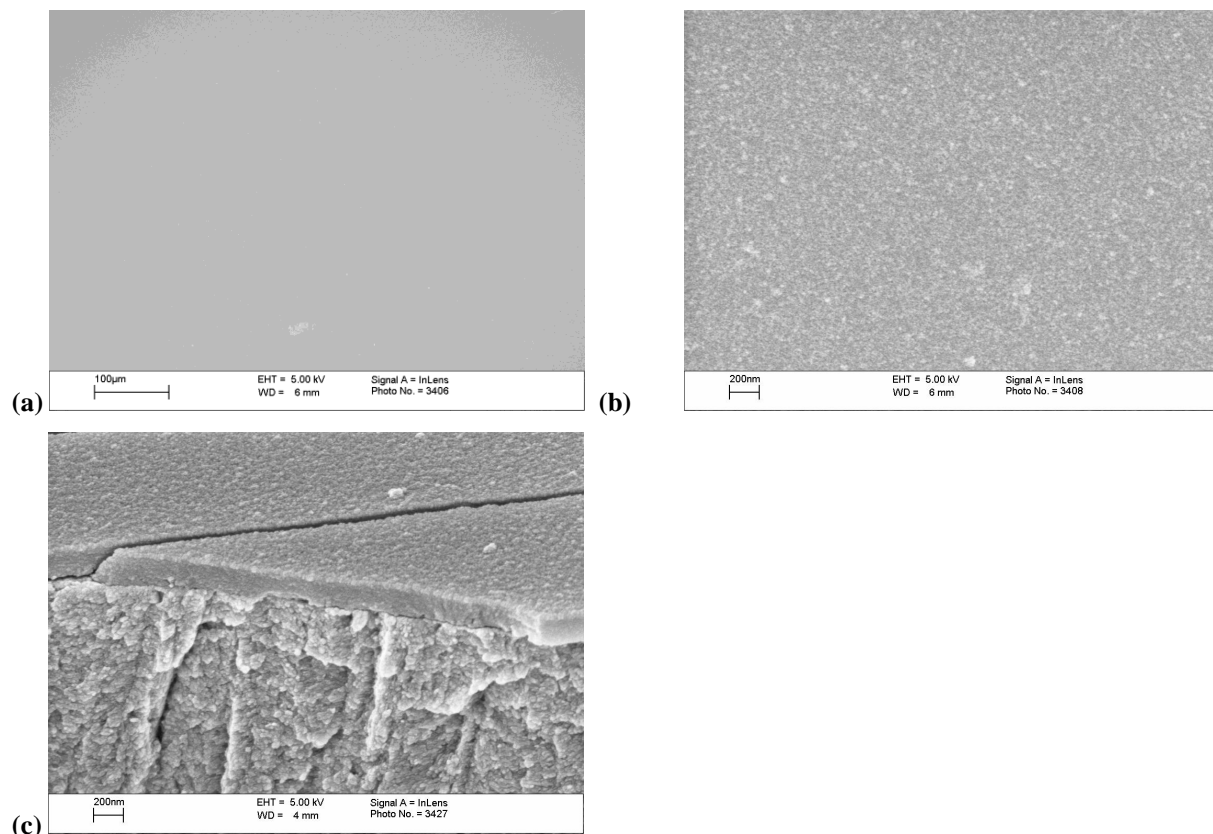 100µm EHT = 5.00 kV Signal A = InLens
WD = 6 mm Photo No. = 3406
(a)
200nm EHT = 5.00 kV Signal A = InLens
WD = 6 mm Photo No. = 3408
(b)
200nm EHT = 5.00 kV Signal A = InLens
WD = 4 mm Photo No. = 3427
(c)